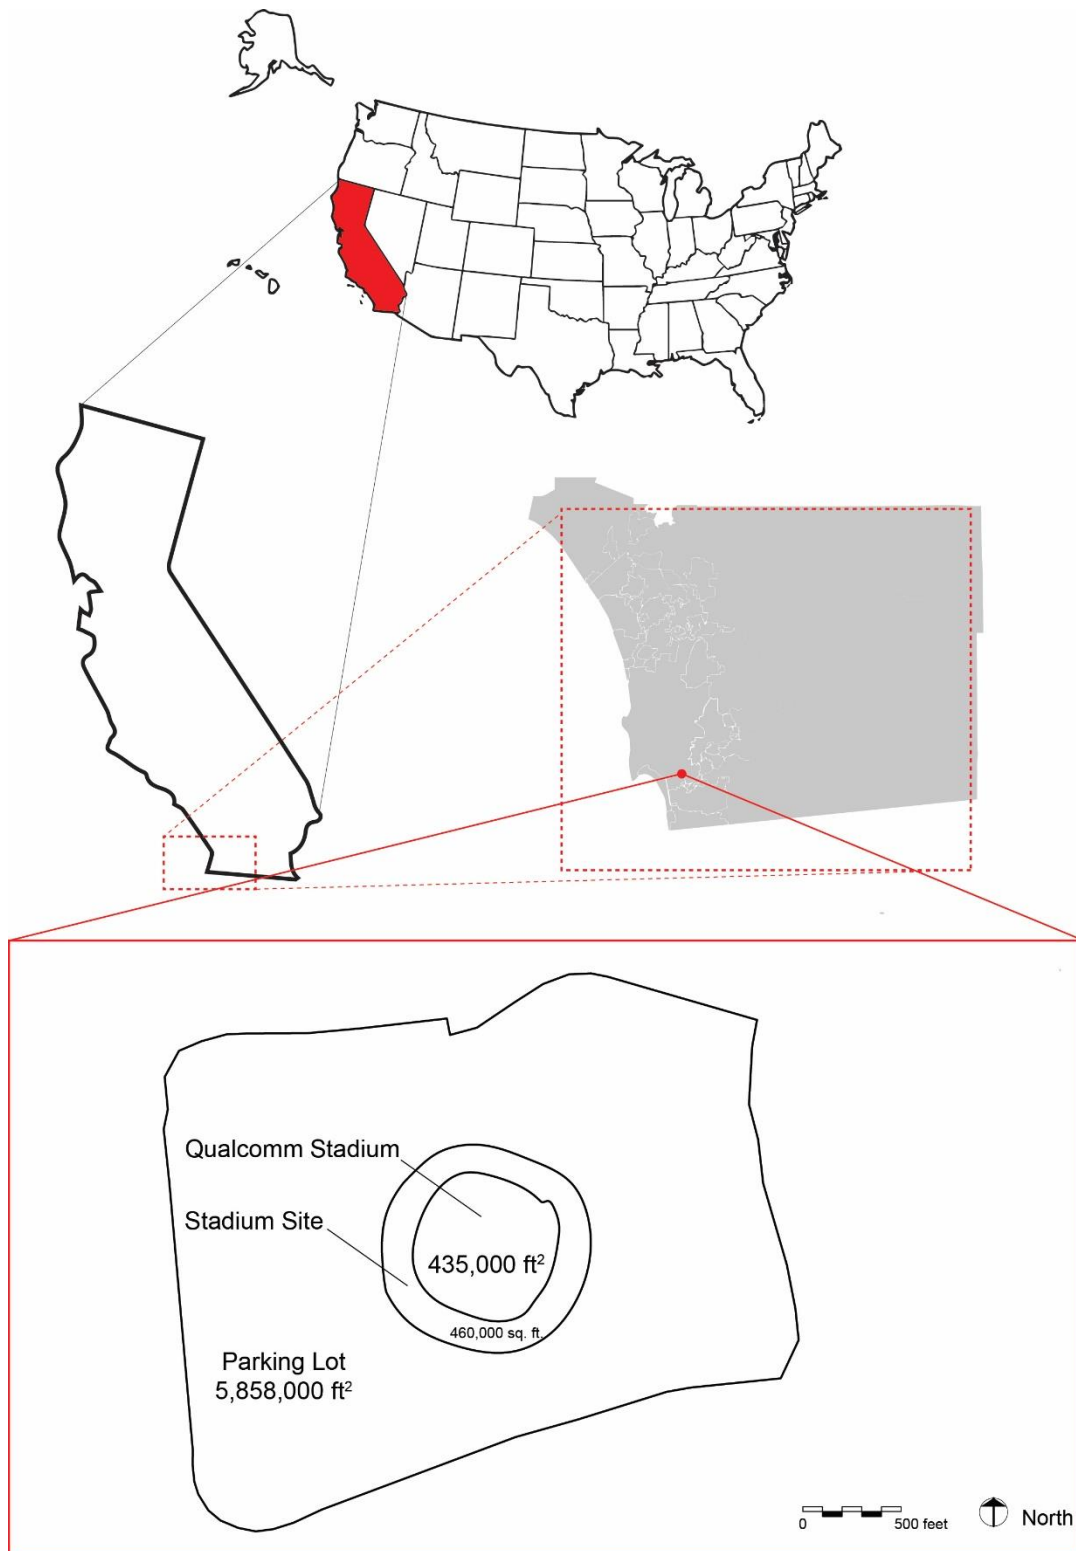 Qualcomm Stadium
Stadium Site
435,000 ft²
460,000 sq. ft.
Parking Lot
5,858,000 ft²
0 500 feet
North